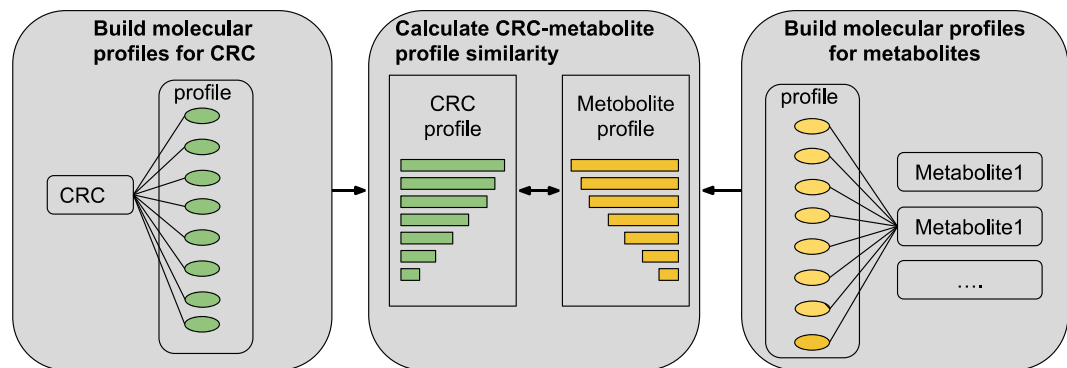 Build molecular
profiles for CRC
profile
CRC
Calculate CRC-metabolite
profile similarity
CRC
profile
Metobolite
profile
Build molecular profiles
for metabolites
profile
Metabolite1
Metabolite1
....